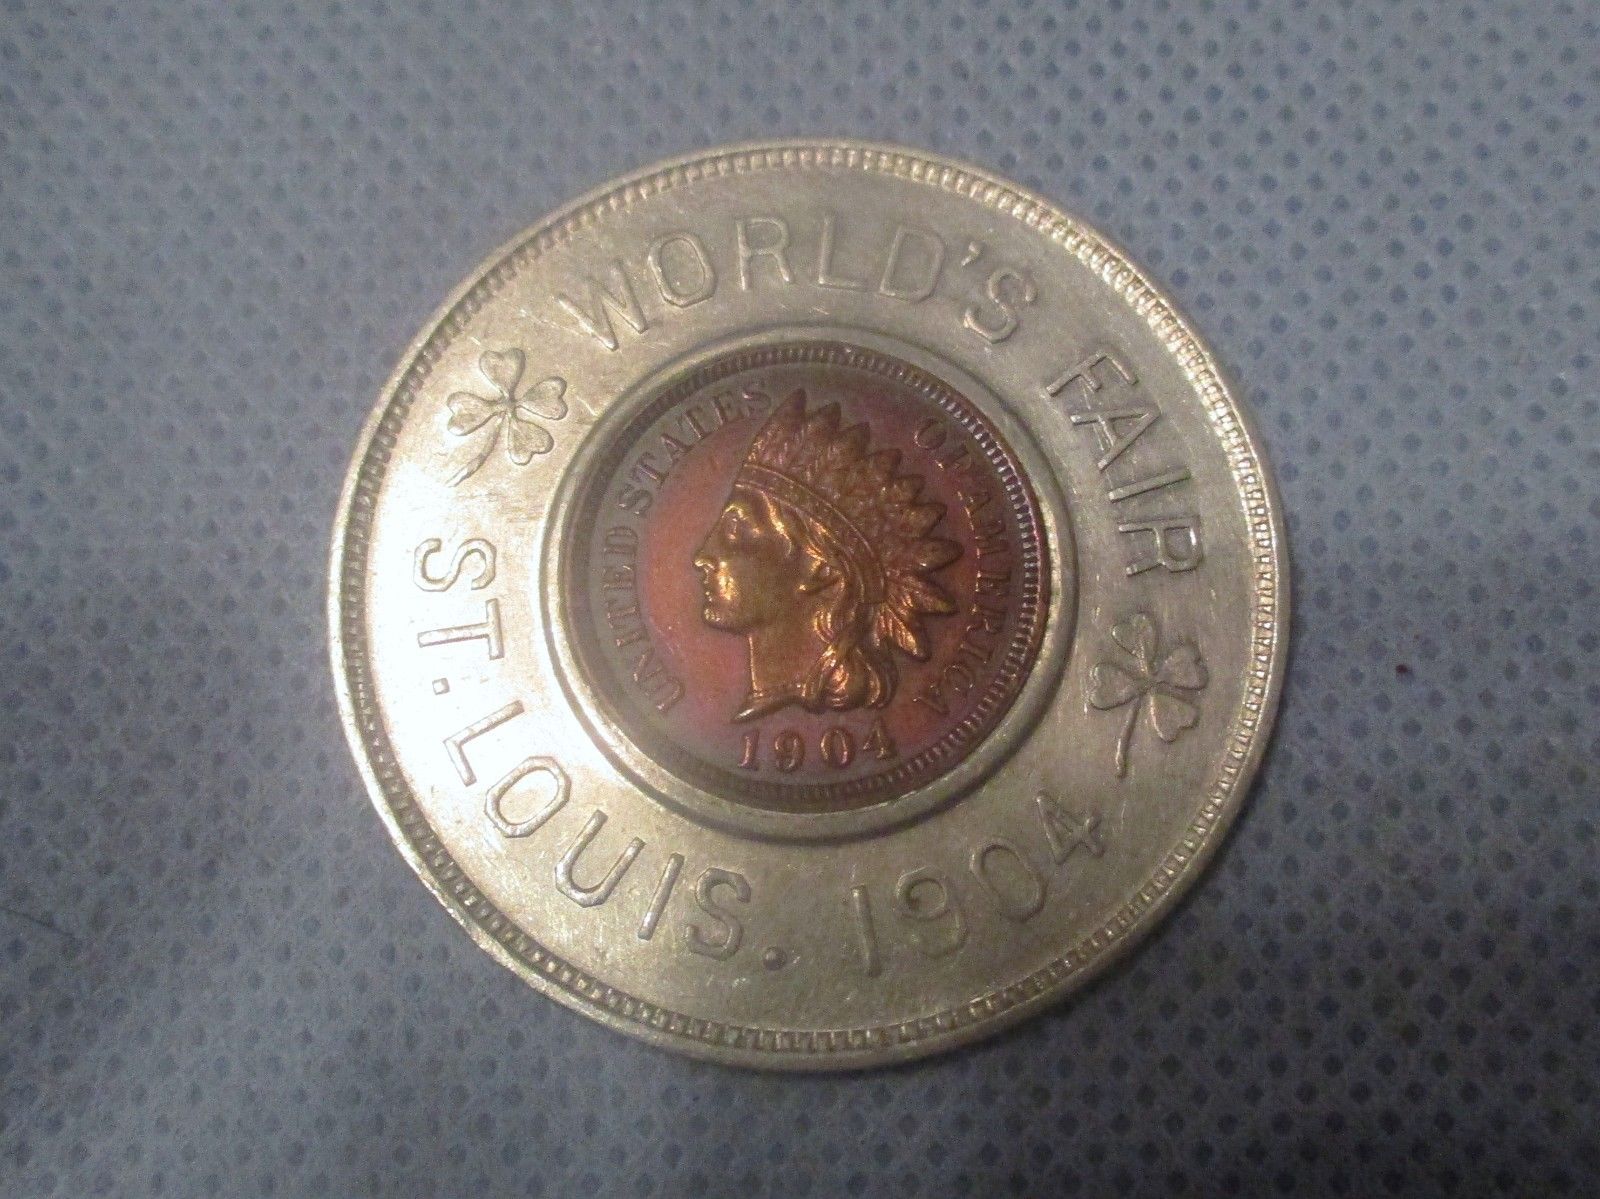 WORLD'S FAIR
ST. LOUIS. 1904
UNITED STATES OF AMERICA
1904